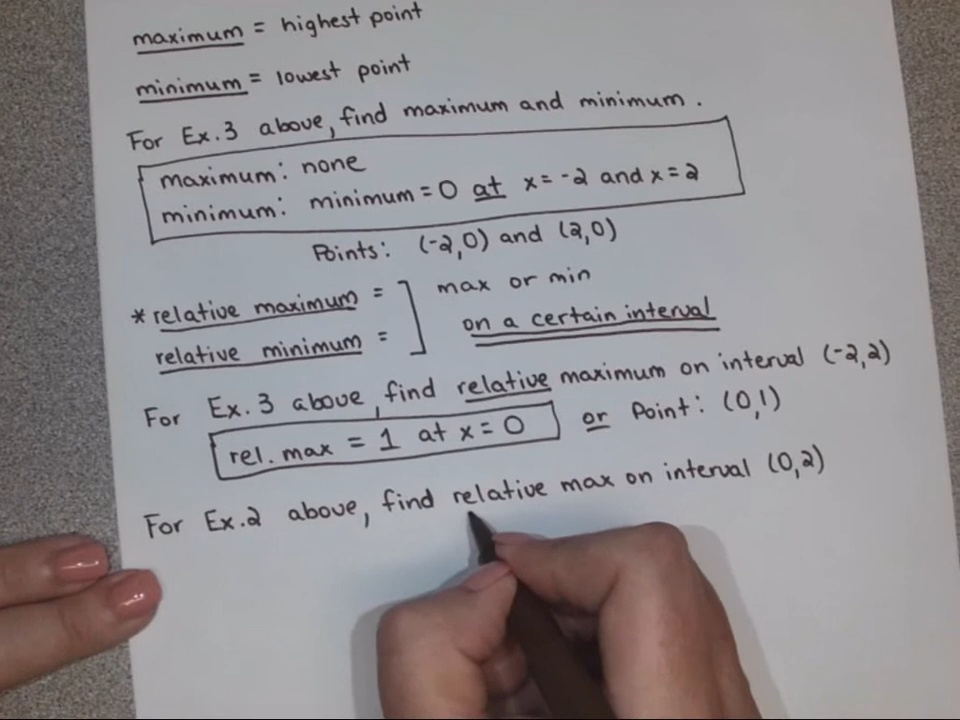 maximum = highest point
minimum = lowest point
For Ex. 3 above, find maximum and minimum.
maximum: none
minimum: minimum = 0 at x = -2 and x = 2
Points: (-2,0) and (2,0)
* relative maximum = ] max or min
relative minimum = ] on a certain interval
For Ex. 3 above, find relative maximum on interval (-2,2)
rel. max = 1 at x = 0 or Point: (0,1)
For Ex. 2 above, find relative max on interval (0,2)